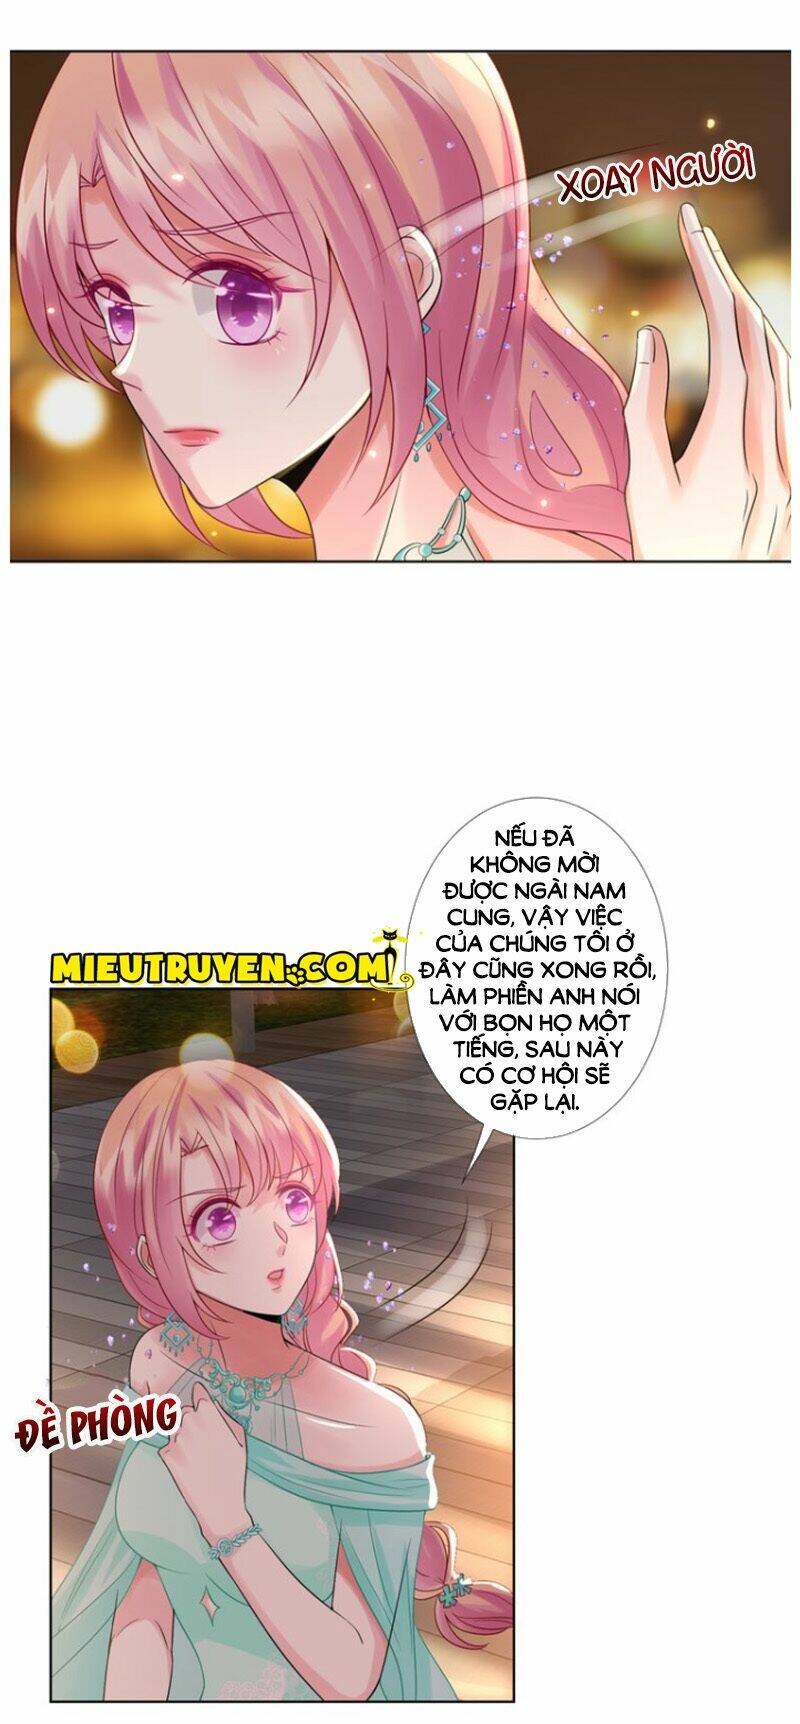 XOAY NGƯỜI
NẾU ĐÃ
KHÔNG MỜI
ĐƯỢC NGÀI NAM
CUNG, VẬY VIỆC
CỦA CHÚNG TÔI Ở
ĐÂY CŨNG XONG RỒI,
LÀM PHIỀN ANH NÓI
VỚI BỌN HỌ MỘT
TIẾNG, SAU NÀY
CÓ CƠ HỘI SẼ
GẶP LẠI.
MIEUTRUYEN.COM
ĐỀ PHÒNG